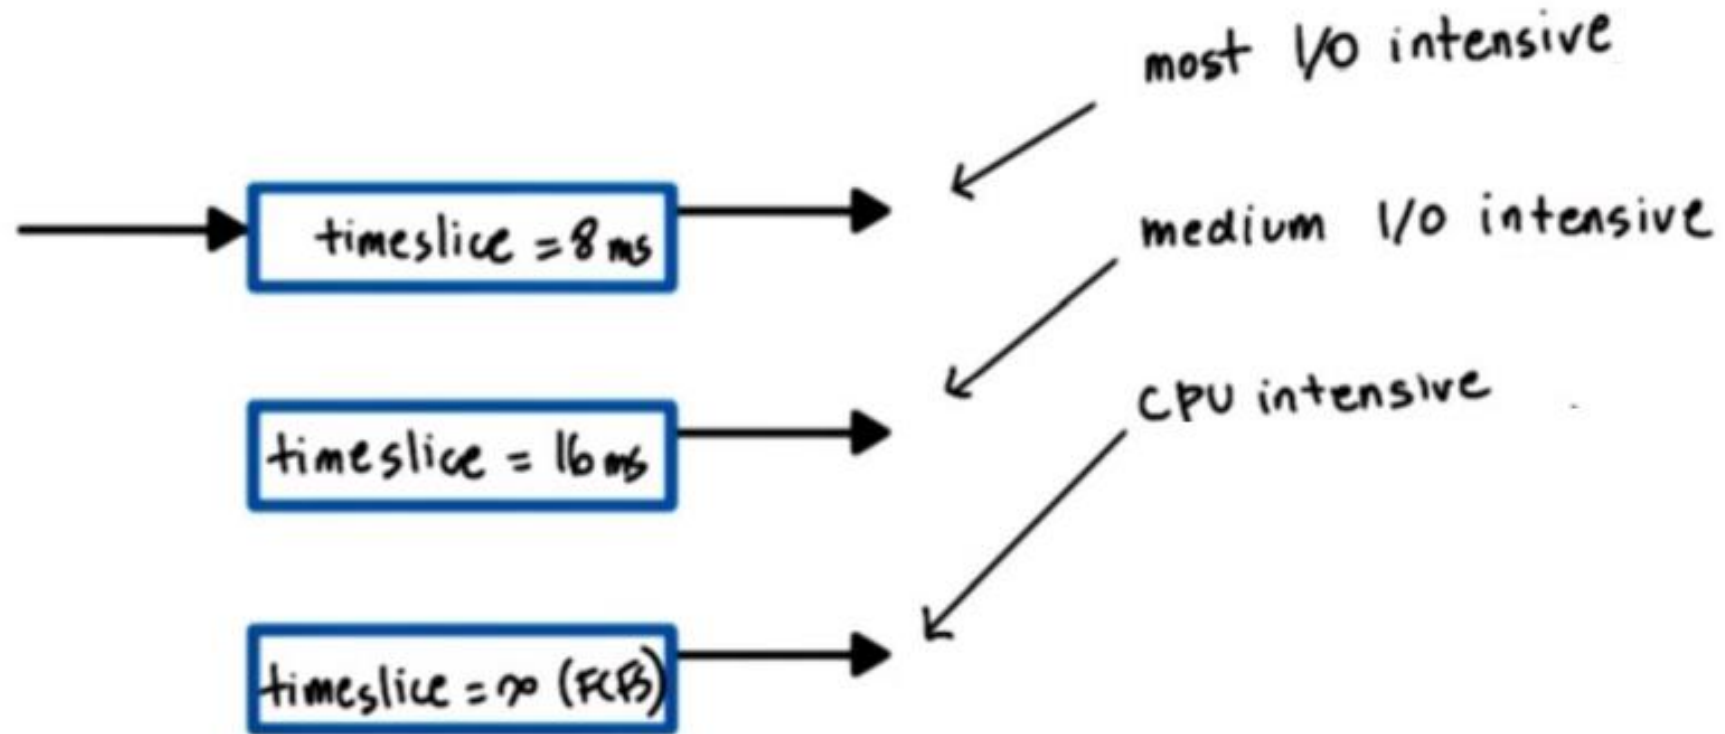 most I/O intensive
timeslice = 8 ms
medium I/O intensive
CPU intensive
timeslice = 16 ms
timeslice = ∞ (FCFS)